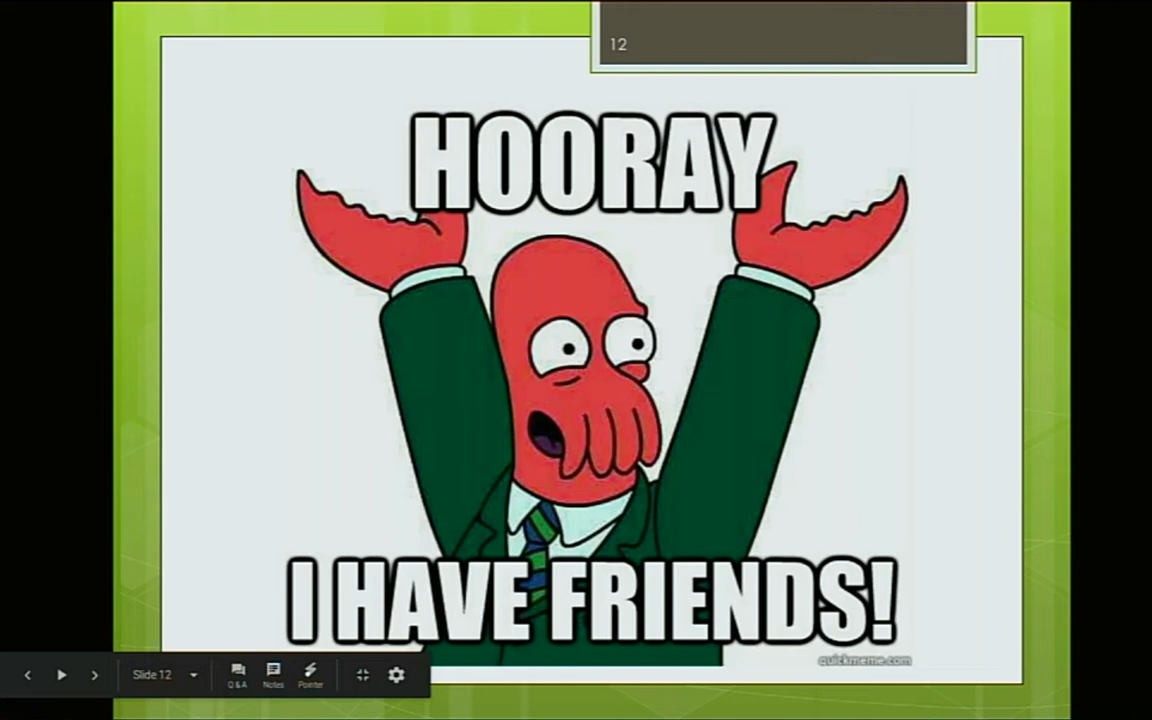 12
HOORAY
I HAVE FRIENDS!
quickmeme.com
Slide 12
Q&A
Notes
Pointer